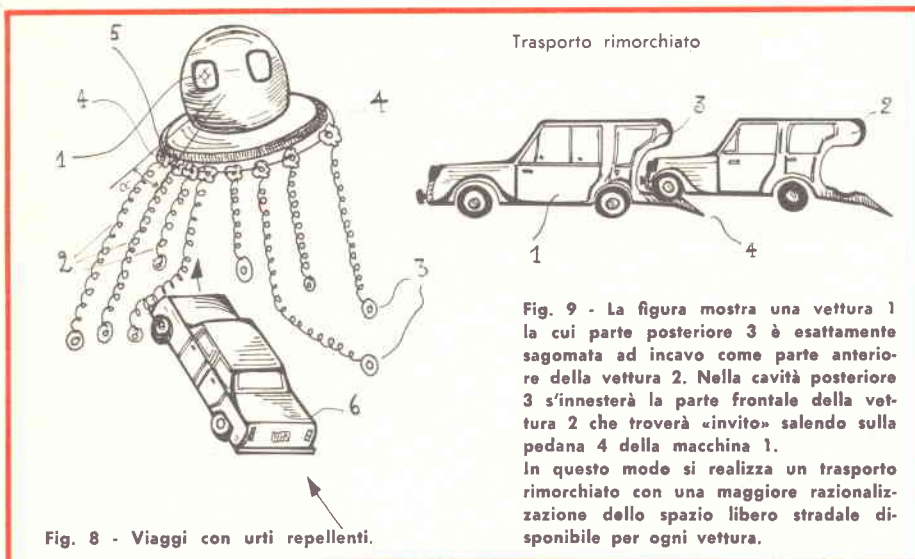 5
4
1
2
4
3
6
Fig. 8 - Viaggi con urti repellenti.
Trasporto rimorchiato
3
2
1
4
Fig. 9 - La figura mostra una vettura 1
la cui parte posteriore 3 è esattamente
sagomata ad incavo come parte anterio-
re della vettura 2. Nella cavità posteriore
3 s'innesterà la parte frontale della vet-
tura 2 che troverà «invito» salendo sulla
pedana 4 della macchina 1.
In questo mode si realizza un trasporto
rimorchiato con una maggiore razionaliz-
zazione dello spazio libero stradale di-
sponibile per ogni vettura.